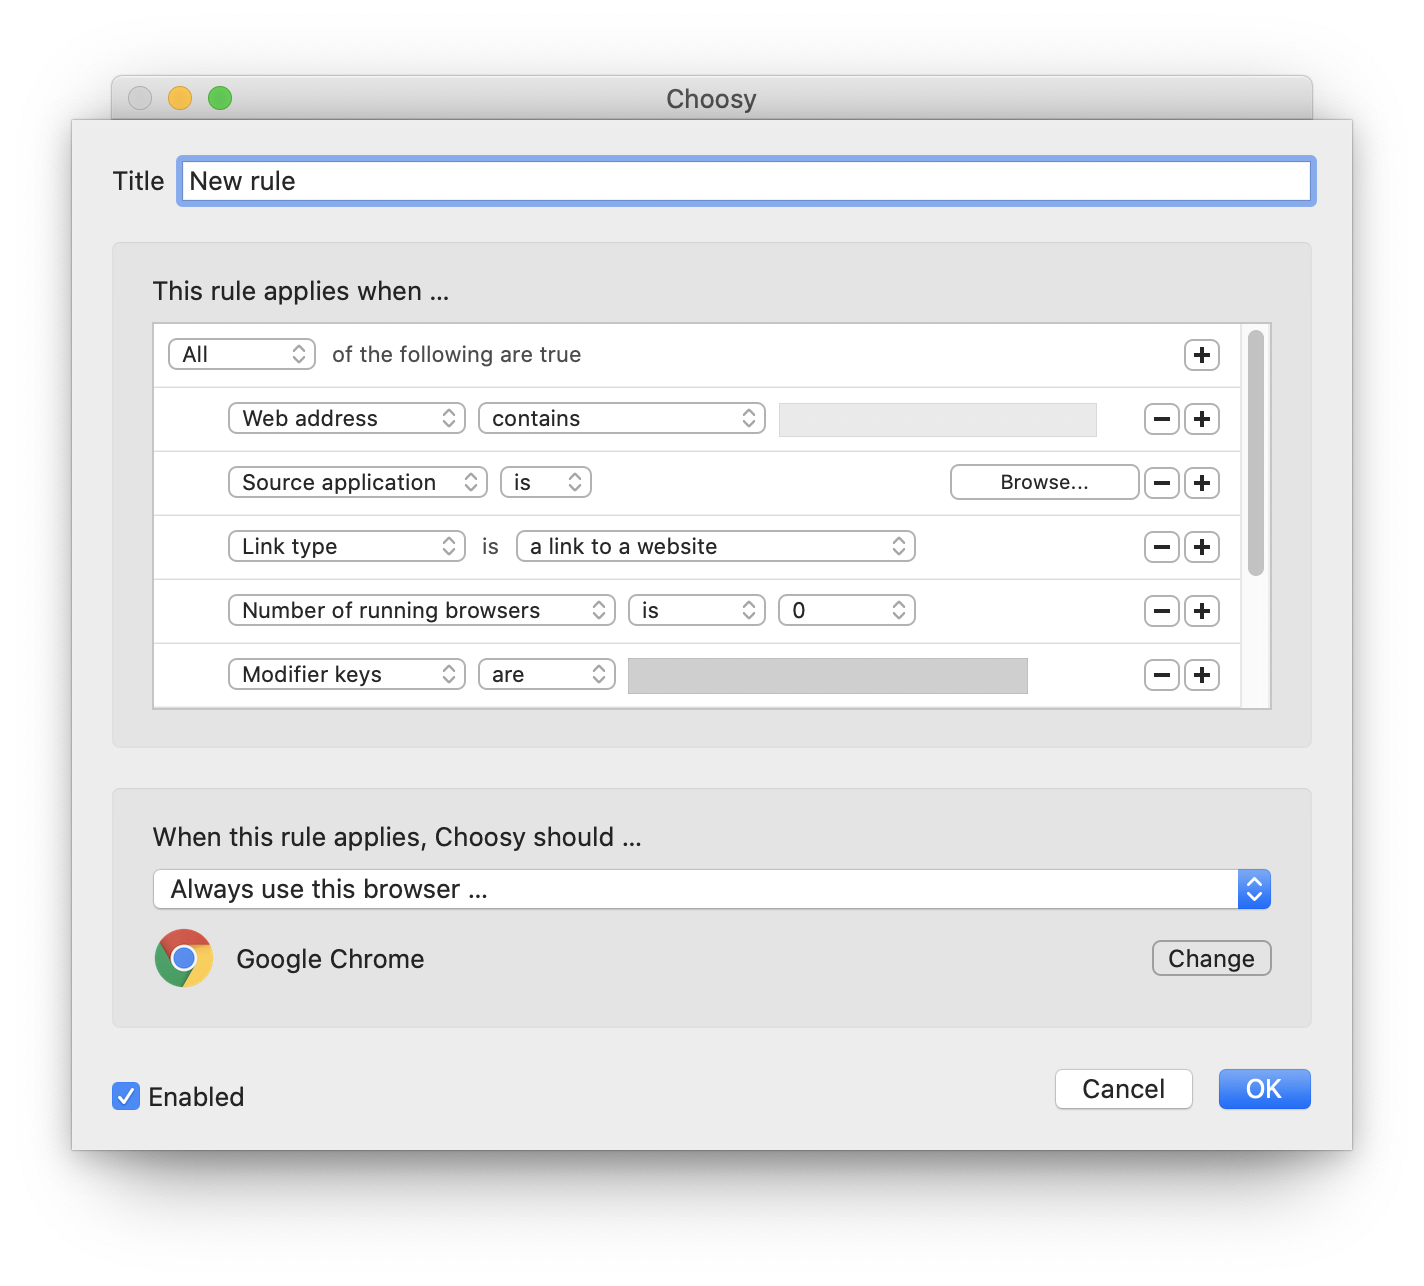 Choosy
Title New rule
This rule applies when ...
All of the following are true
Web address contains
Source application is Browse...
Link type is a link to a website
Number of running browsers is 0
Modifier keys are
When this rule applies, Choosy should ...
Always use this browser ...
Google Chrome Change
Enabled Cancel OK